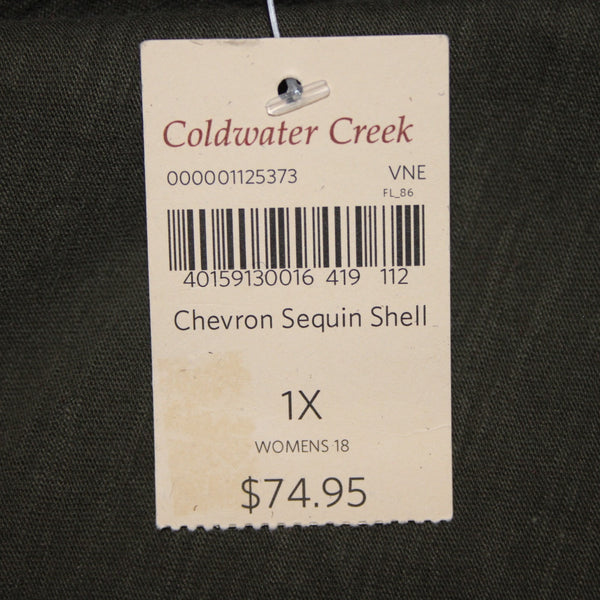 Coldwater Creek
000001125373 VNE
FL_86
40159130016 419 112
Chevron Sequin Shell
1X
WOMENS 18
$74.95